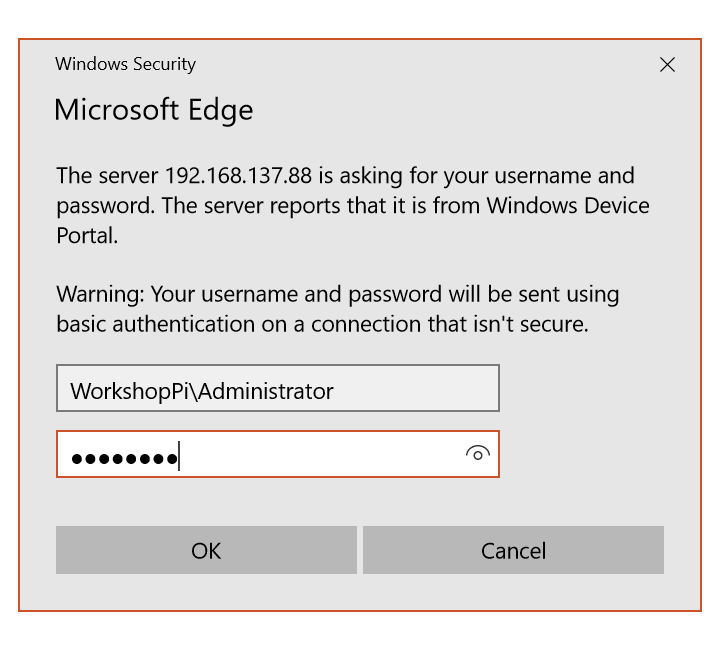 Windows Security
Microsoft Edge
The server 192.168.137.88 is asking for your username and
password. The server reports that it is from Windows Device
Portal.
Warning: Your username and password will be sent using
basic authentication on a connection that isn't secure.
WorkshopPi\Administrator
●●●●●●●●
OK
Cancel